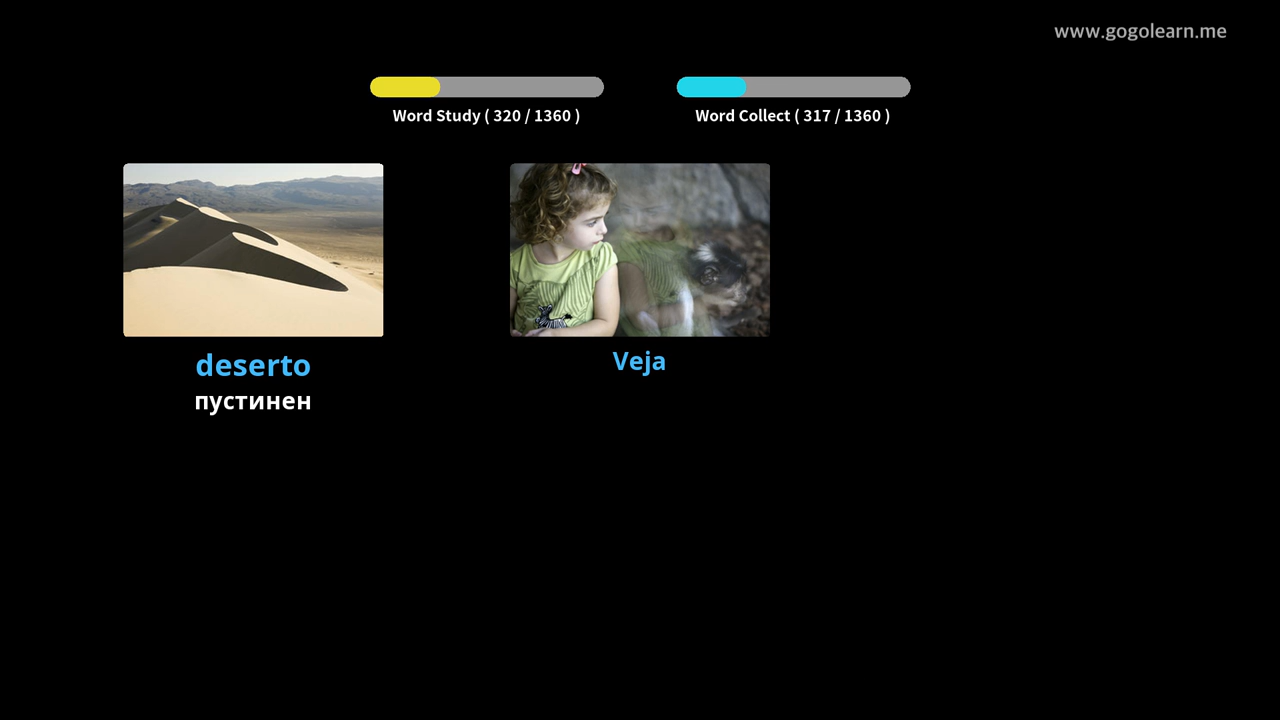 www.gogolearn.me
Word Study ( 320 / 1360 )
Word Collect ( 317 / 1360 )
deserto
пустинен
Veja